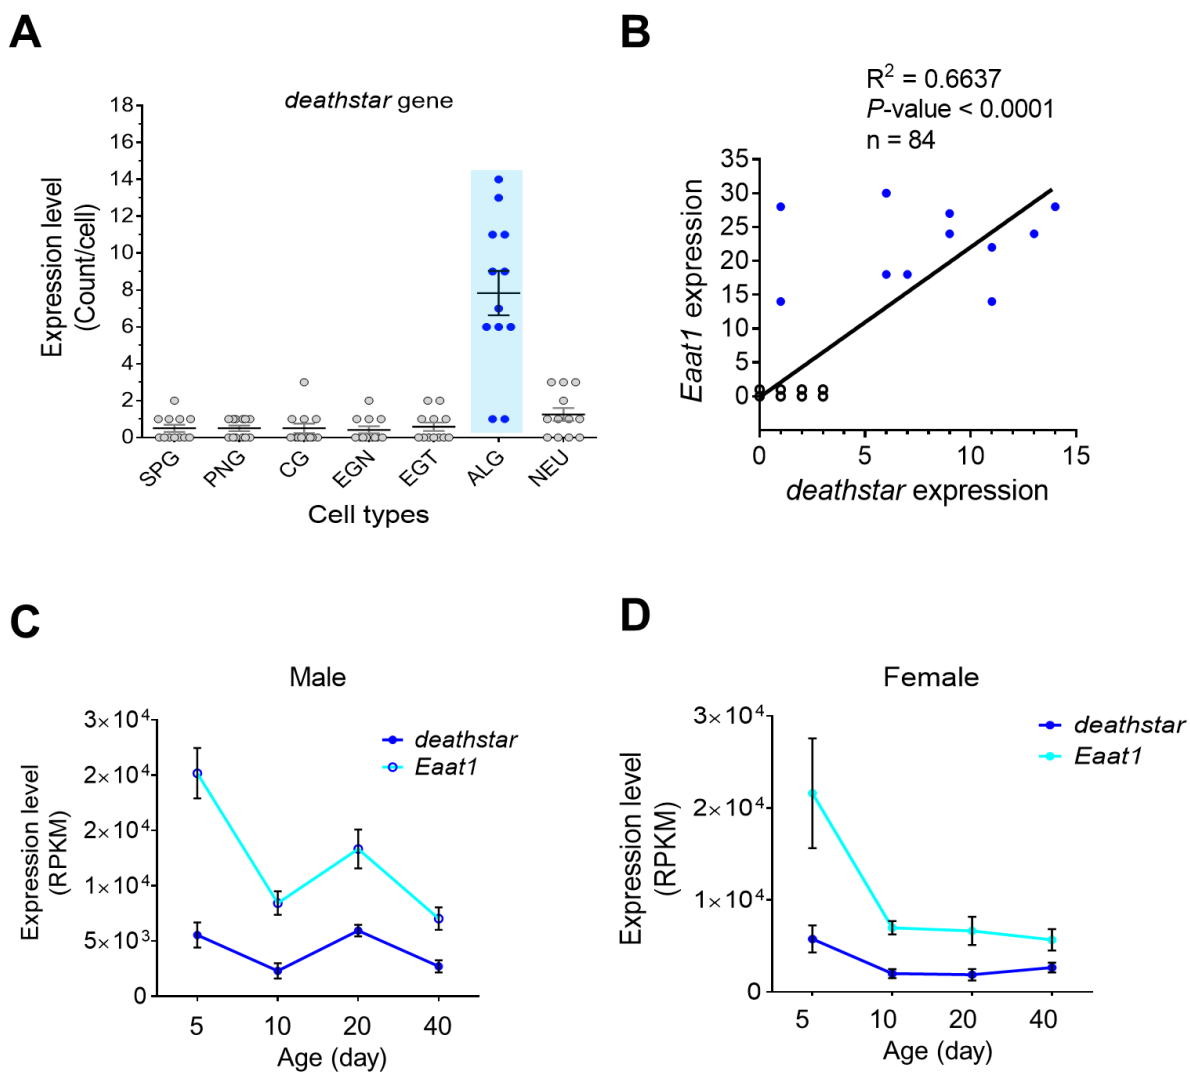 A
deathstar gene
18
16
14
12
10
8
6
4
2
0
Expression level
(Count/cell)
SPG
PNG
CG
EGN
EGT
ALG
NEU
Cell types
B
R² = 0.6637
P-value < 0.0001
n = 84
35
30
25
20
15
10
5
0
Eaat1 expression
0
5
10
15
deathstar expression
C
Male
3×10⁴
2×10⁴
2×10⁴
1×10⁴
5×10³
0
Expression level
(RPKM)
deathstar
Eaat1
5
10
20
40
Age (day)
D
Female
3×10⁴
2×10⁴
1×10⁴
0
Expression level
(RPKM)
deathstar
Eaat1
5
10
20
40
Age (day)